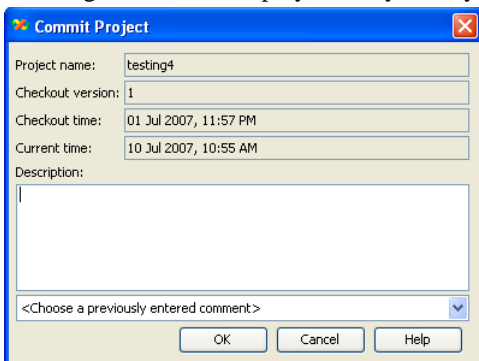 Commit Project
Project name: testing4
Checkout version: 1
Checkout time: 01 Jul 2007, 11:57 PM
Current time: 10 Jul 2007, 10:55 AM
Description:
<Choose a previously entered comment>
OK Cancel Help